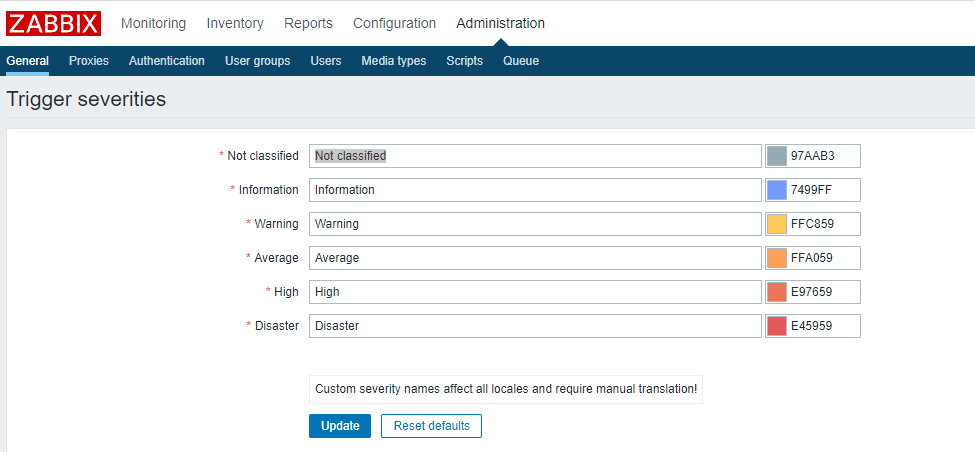 ZABBIX Monitoring Inventory Reports Configuration Administration
General Proxies Authentication User groups Users Media types Scripts Queue
Trigger severities
* Not classified Not classified 97AAB3
* Information Information 7499FF
* Warning Warning FFC859
* Average Average FFA059
* High High E97659
* Disaster Disaster E45959
Custom severity names affect all locales and require manual translation!
Update Reset defaults